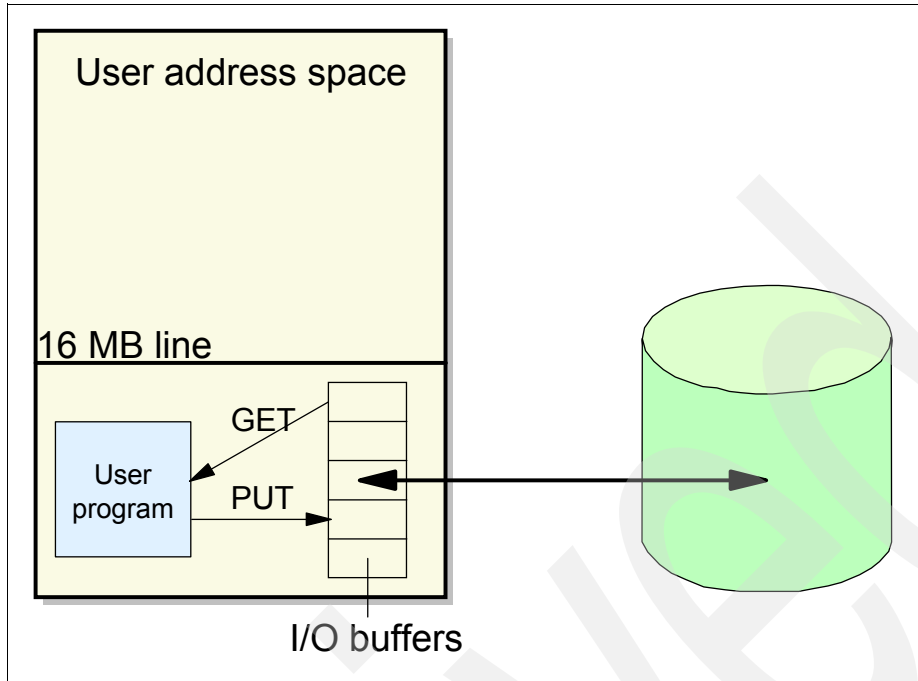 User address space
16 MB line
GET
User
program
PUT
I/O buffers